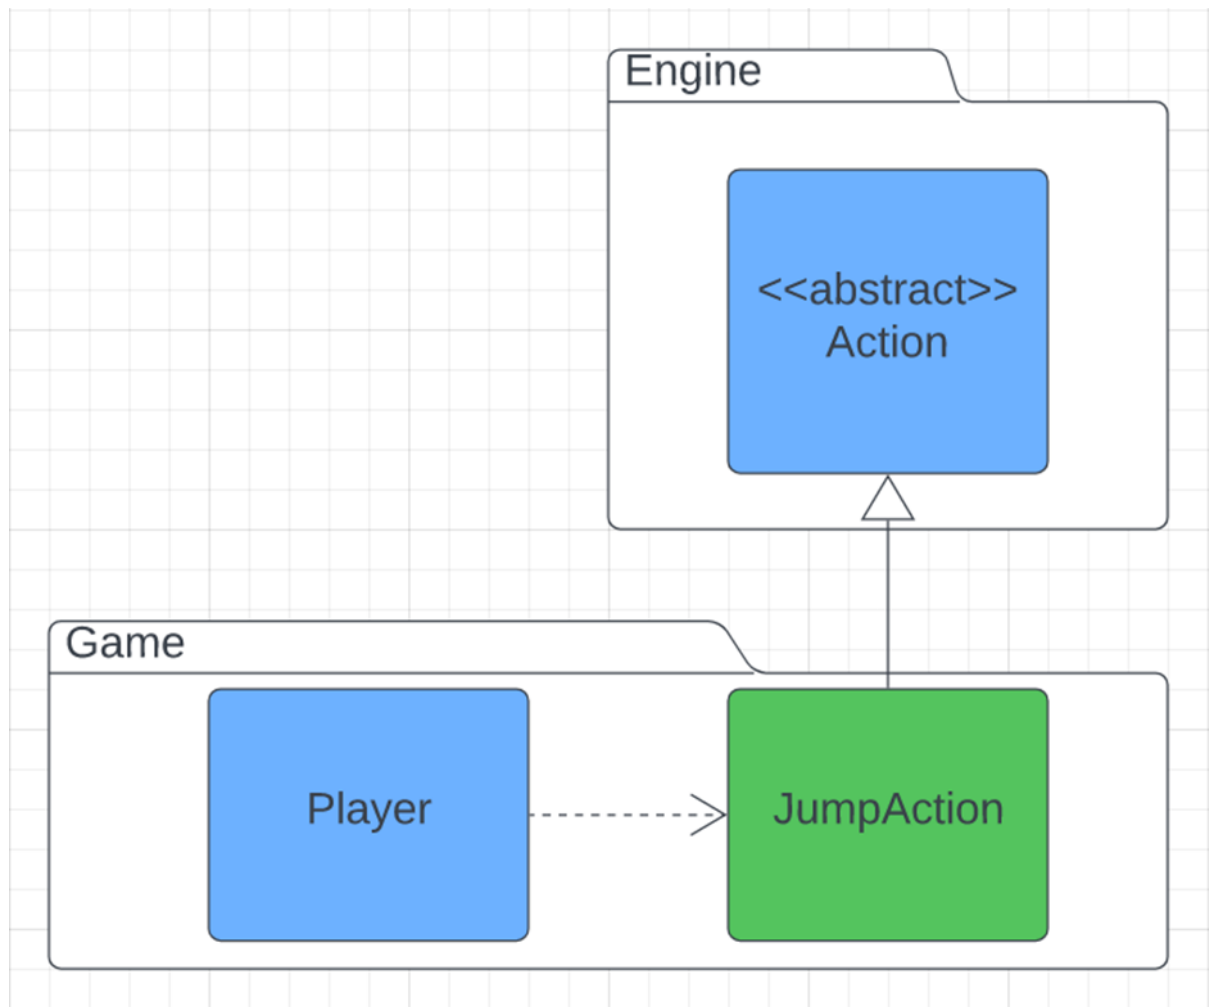 Engine
<<abstract>>
Action
Game
Player
JumpAction